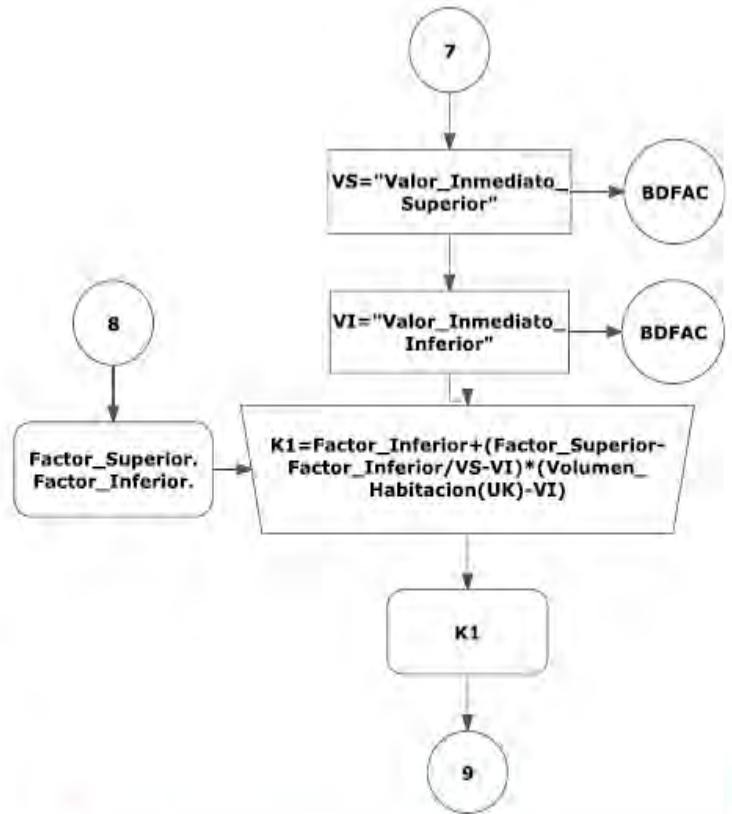 7
VS="Valor_Inmediato_
Superior"
BDFAC
VI="Valor_Inmediato_
Inferior"
BDFAC
8
Factor_Superior.
Factor_Inferior.
K1=Factor_Inferior+(Factor_Superior-
Factor_Inferior/VS-VI)*(Volumen_
Habitacion(UK)-VI)
K1
9